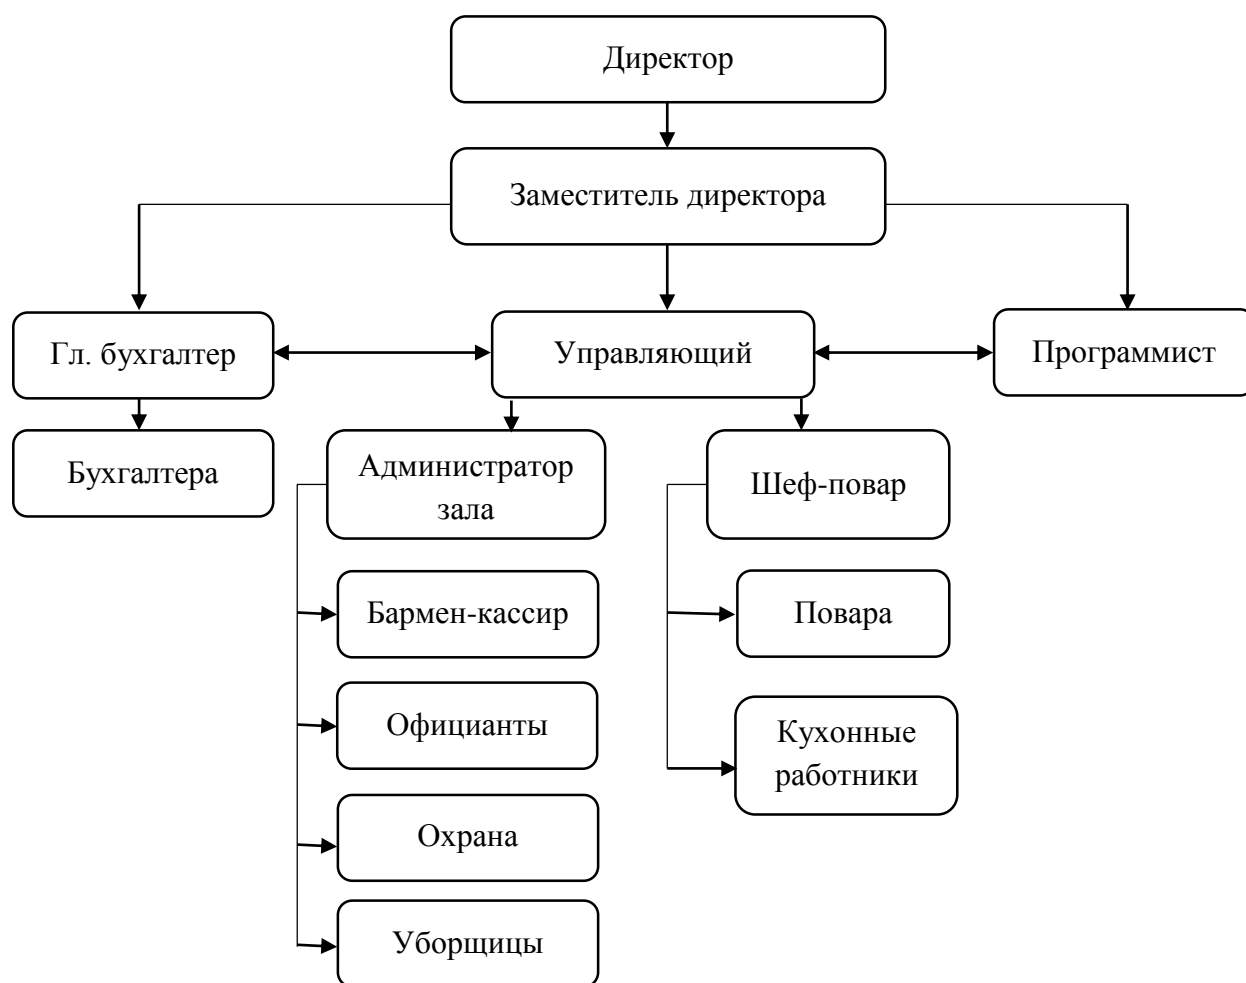 Директор
Заместитель директора
Гл. бухгалтер
Управляющий
Программист
Бухгалтера
Администратор
зала
Шеф-повар
Бармен-кассир
Повара
Официанты
Кухонные
работники
Охрана
Уборщицы